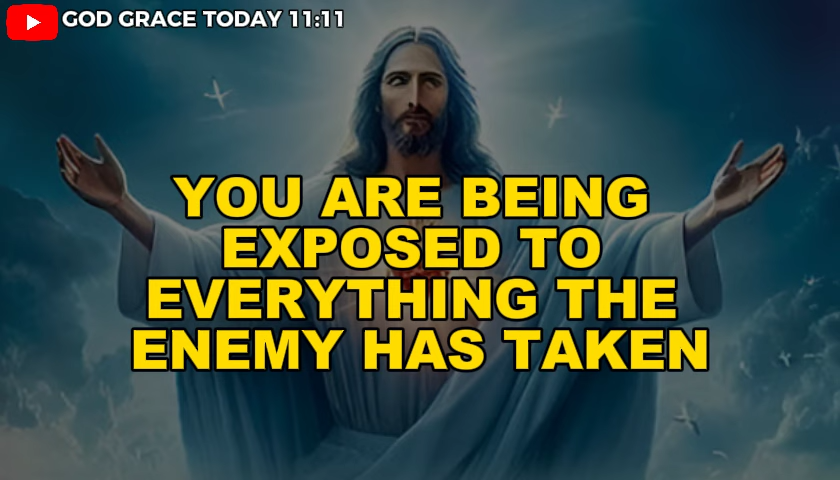 GOD GRACE TODAY 11:11
YOU ARE BEING
EXPOSED TO
EVERYTHING THE
ENEMY HAS TAKEN